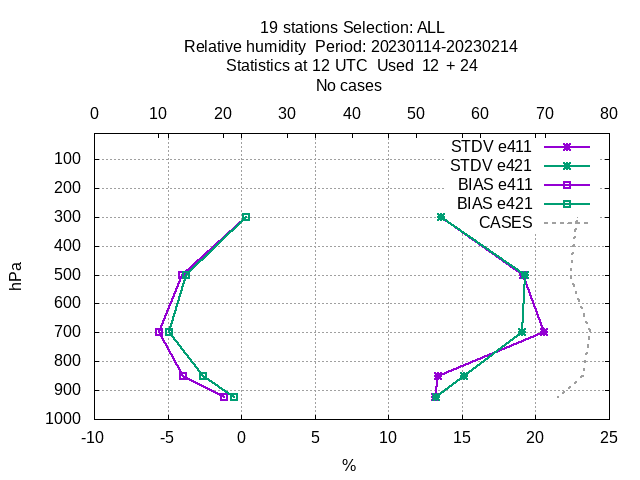 19 stations Selection: ALL
Relative humidity  Period: 20230114-20230214
Statistics at 12 UTC  Used  12  + 24
No cases
0 10 20 30 40 50 60 70 80
STDV e411
100
STDV e421
200
BIAS e411
BIAS e421
300
CASES
400
500
hPa
600
700
800
900
1000
-10 -5 0 5 10 15 20 25
%